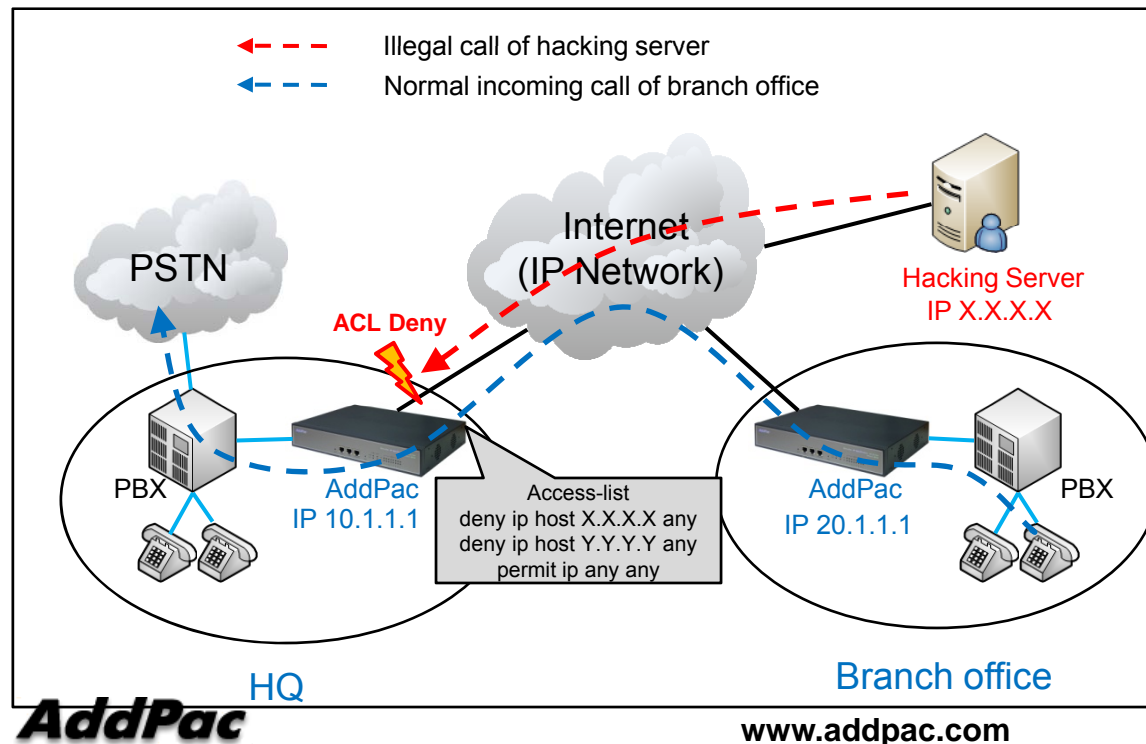 Illegal call of hacking server
Normal incoming call of branch office
Internet
(IP Network)
PSTN
Hacking Server
IP X.X.X.X
ACL Deny
PBX
AddPac
IP 10.1.1.1
Access-list
deny ip host X.X.X.X any
deny ip host Y.Y.Y.Y any
permit ip any any
AddPac
IP 20.1.1.1
PBX
HQ
Branch office
AddPac
www.addpac.com